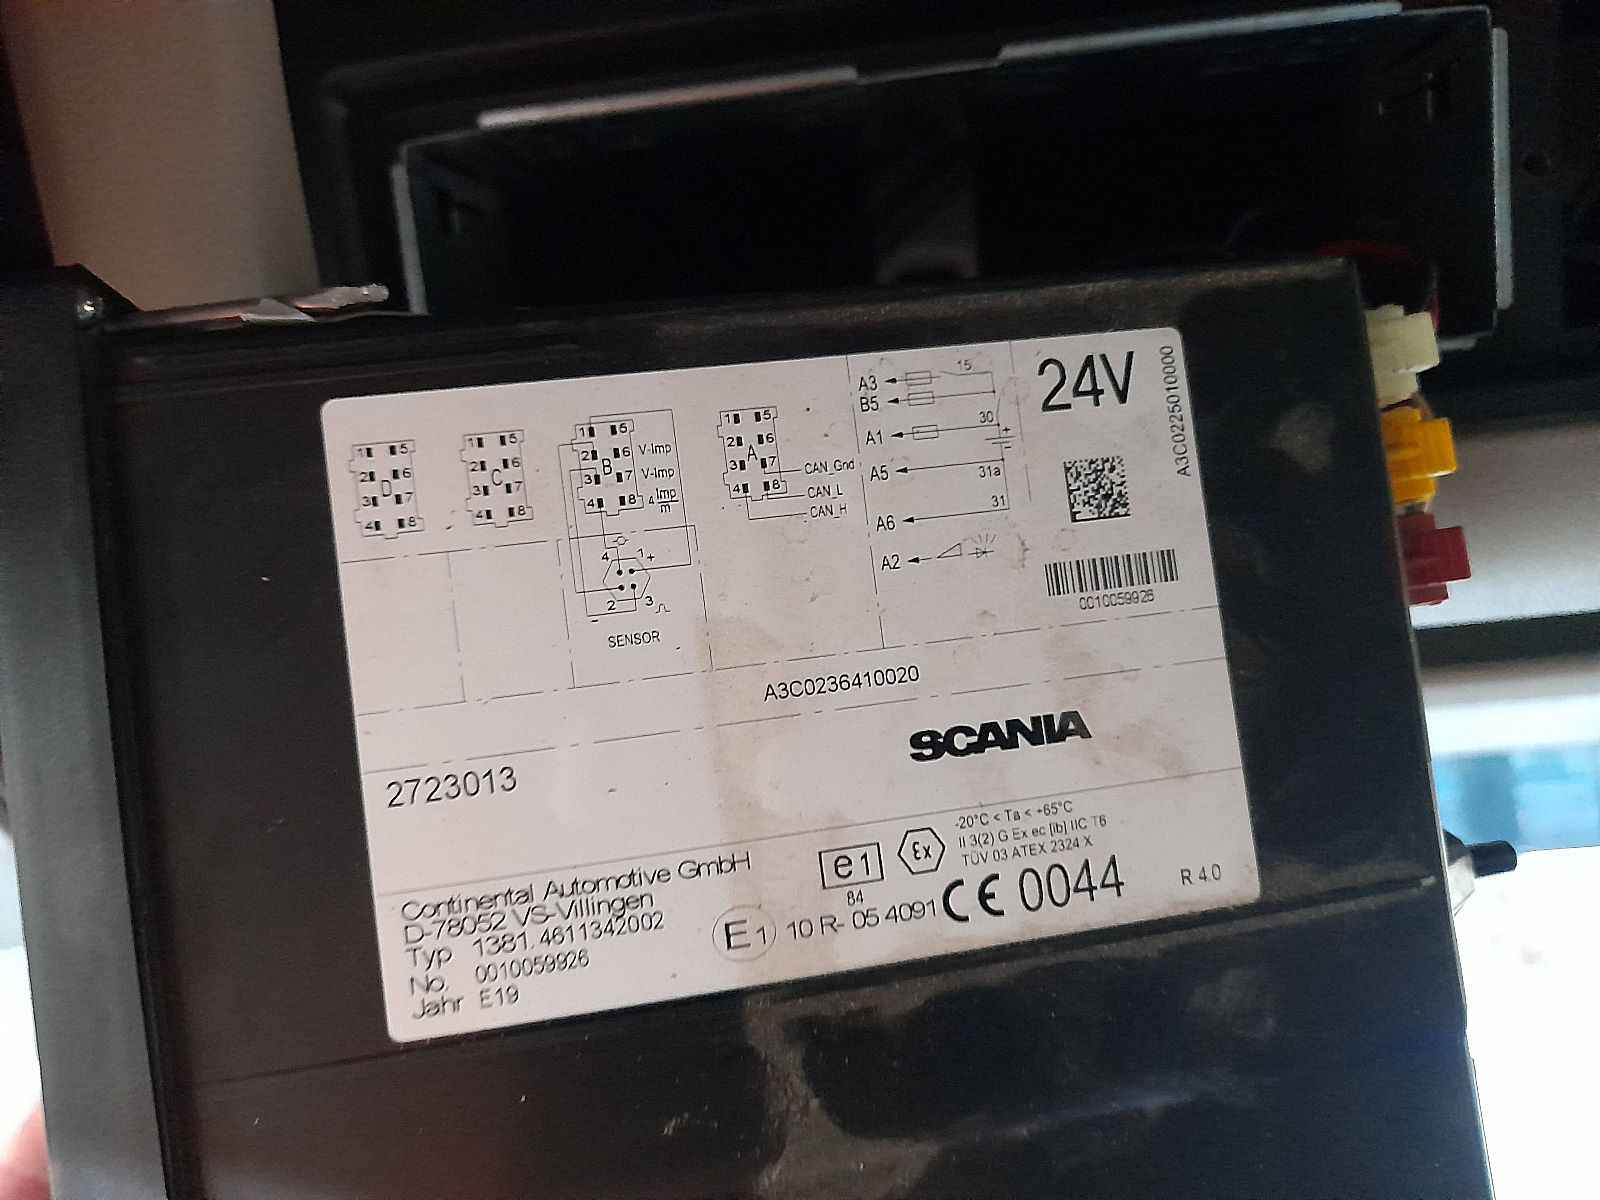 1 5
2 6
D
3 7
4 8
1 5
2 6
C
3 7
4 8
1 5
2 6 V-Imp
B
3 7 V-Imp
4 8 4 Imp/m
4 1 +
2 3
-
SENSOR
1 5
2 6
A
3 7 CAN_Gnd
4 8 CAN_L
CAN_H
A3 15
B5
A1 30
+
A5 31a
A6 31
A2
24V
A3C0225010000
0010059926
A3C0236410020
2723013
SCANIA
Continental Automotive GmbH
D-78052 VS-Villingen
Typ 1381.4611342002
No. 0010059926
Jahr E19
e1
84
Ex
-20°C < Ta < +65°C
II 3(2) G Ex ec [ib] IIC T6
TÜV 03 ATEX 2324 X
E1 10 R- 05 4091 CE 0044 R 4.0